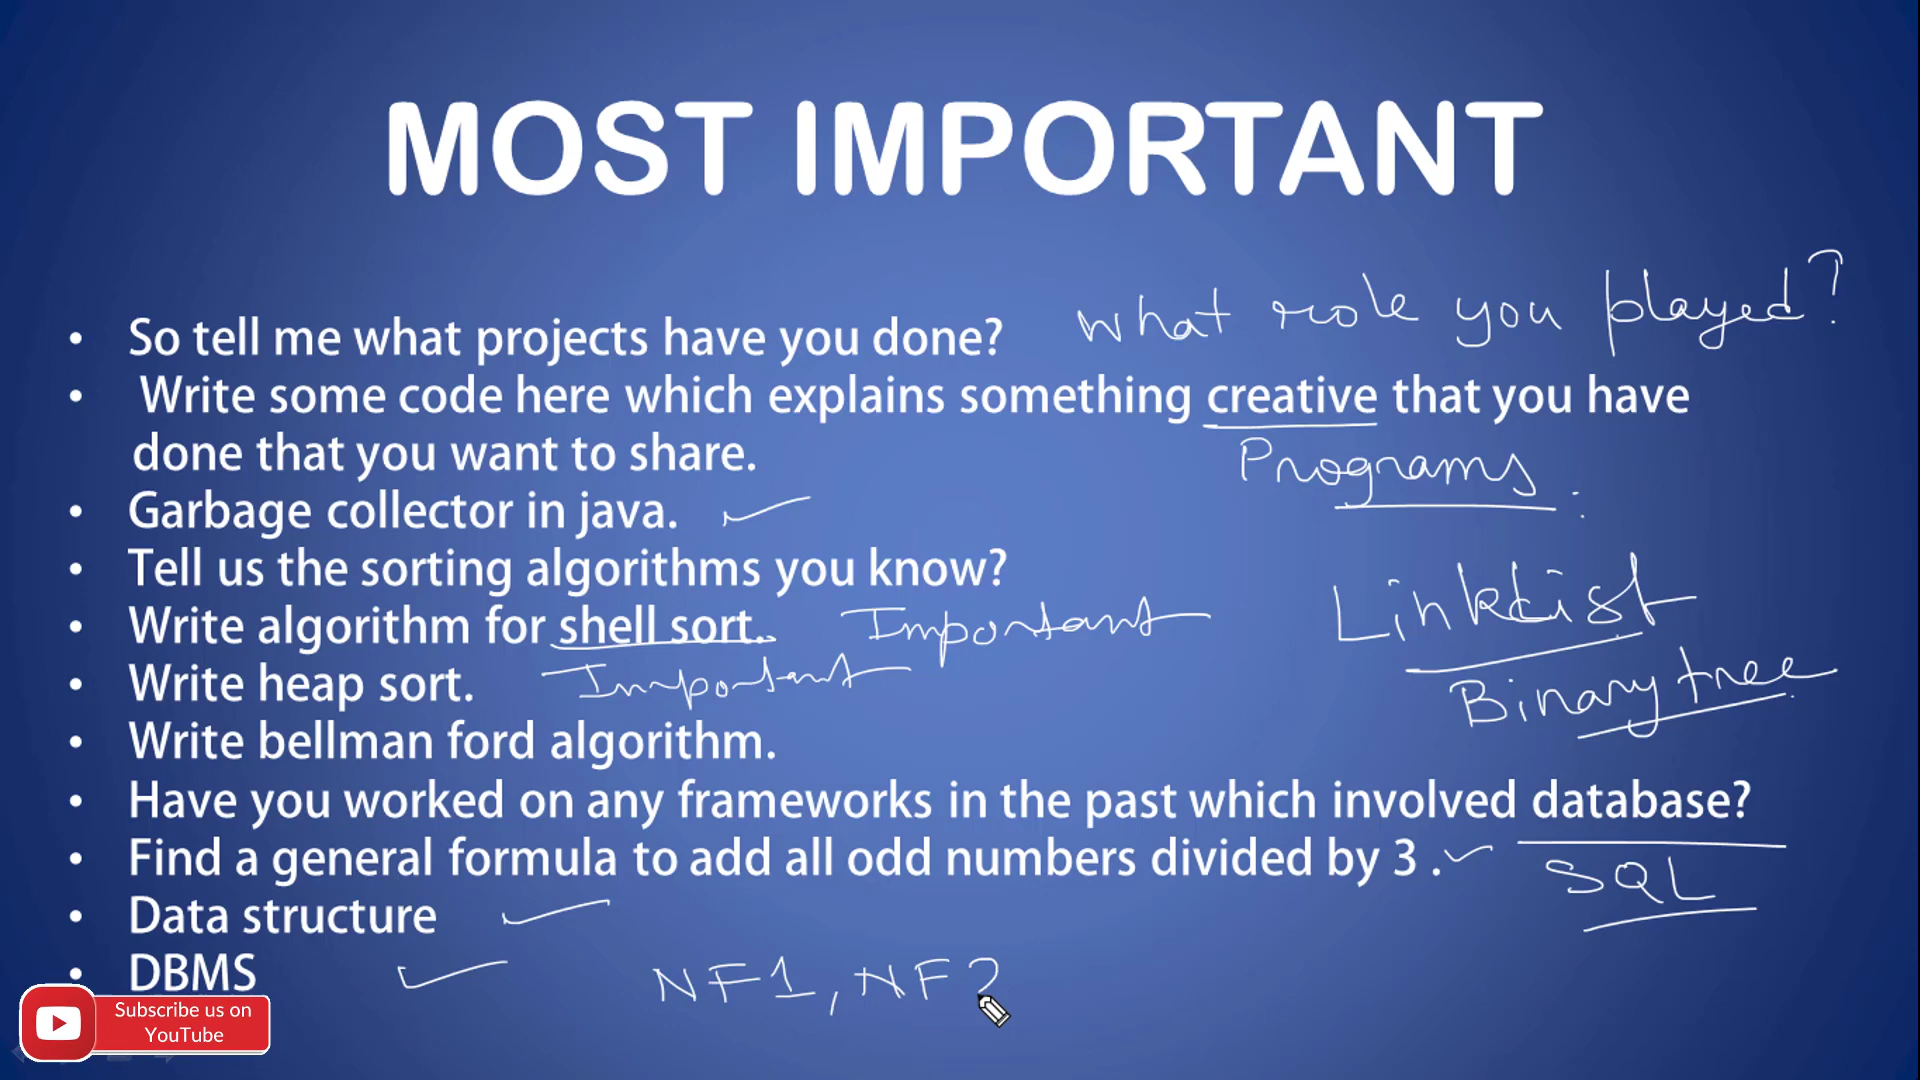 MOST IMPORTANT
• So tell me what projects have you done? What role you played?
• Write some code here which explains something creative that you have
done that you want to share. Programs
• Garbage collector in java.
• Tell us the sorting algorithms you know? LinkList
• Write algorithm for shell sort. Important
• Write heap sort. Important Binary tree
• Write bellman ford algorithm.
• Have you worked on any frameworks in the past which involved database?
• Find a general formula to add all odd numbers divided by 3 . SQL
• Data structure
• DBMS NF1, NF2
Subscribe us on
YouTube